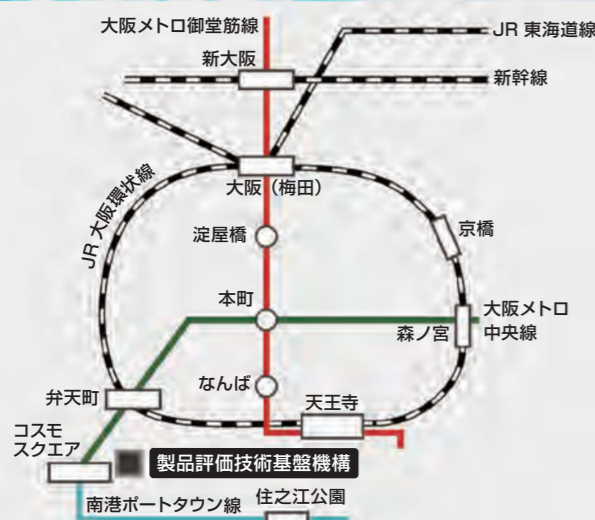 大阪メトロ御堂筋線
JR 東海道線
新大阪
新幹線
大阪（梅田）
JR 大阪環状線
淀屋橋
京橋
本町
大阪メトロ
中央線
森ノ宮
なんば
弁天町
天王寺
コスモ
スクエア
製品評価技術基盤機構
南港ポートタウン線
住之江公園